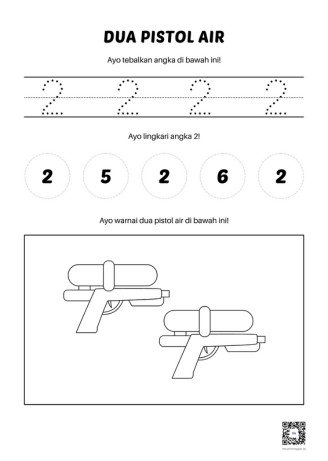 DUA PISTOL AIR
Ayo tebalkan angka di bawah ini!
2 2 2 2
Ayo lingkari angka 2!
2 5 2 6 2
Ayo warnai dua pistol air di bawah ini!